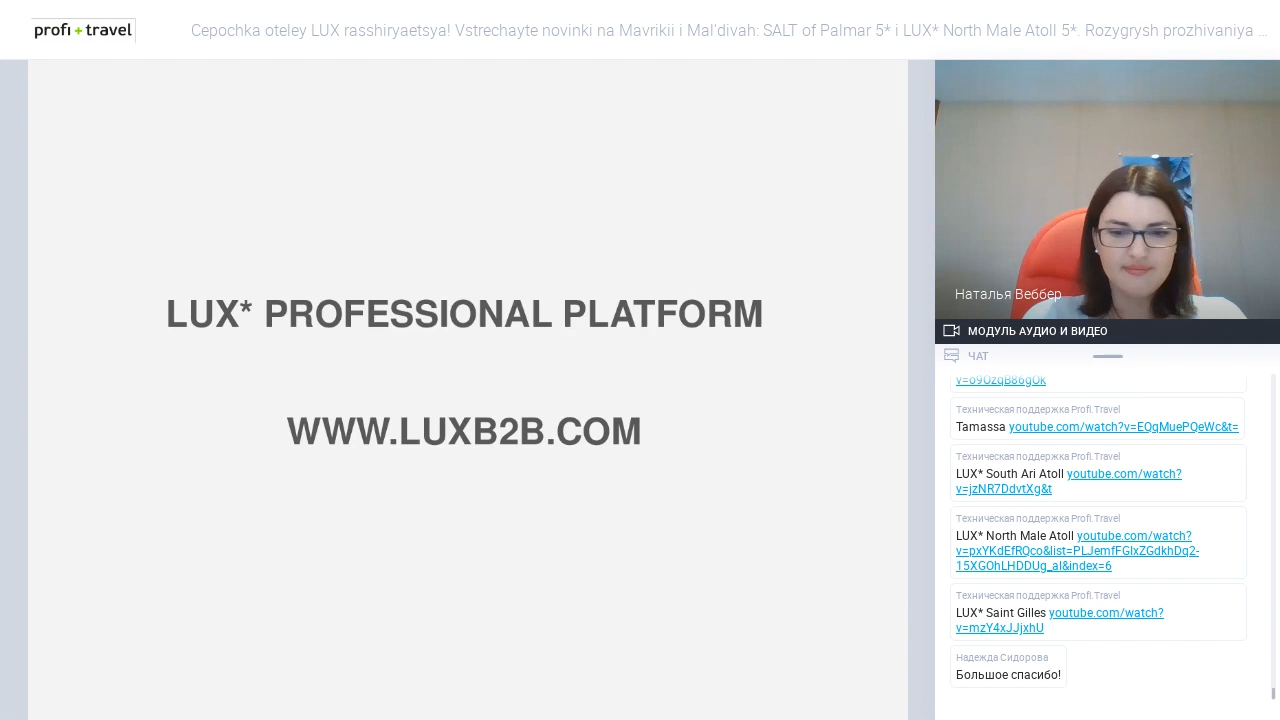 profi + travel
Cepochka oteley LUX rasshiryaetsya! Vstrechayte novinki na Mavrikii i Mal'divah: SALT of Palmar 5* i LUX* North Male Atoll 5*. Rozygrysh prozhivaniya ...
LUX* PROFESSIONAL PLATFORM
WWW.LUXB2B.COM
Наталья Веббер
МОДУЛЬ АУДИО И ВИДЕО
ЧАТ
v=o9OzqB86gOk
Техническая поддержка Profi.Travel
Tamassa youtube.com/watch?v=EQgMuePQeWc&t=
Техническая поддержка Profi.Travel
LUX* South Ari Atoll youtube.com/watch?
v=jzNR7DdvtXg&t
Техническая поддержка Profi.Travel
LUX* North Male Atoll youtube.com/watch?
v=pxYKdEfRQco&list=PLJemfFGIxZGdkhDq2-
15XGOhLHDDUg_aI&index=6
Техническая поддержка Profi.Travel
LUX* Saint Gilles youtube.com/watch?
v=mzY4xJJjxhU
Надежда Сидорова
Большое спасибо!